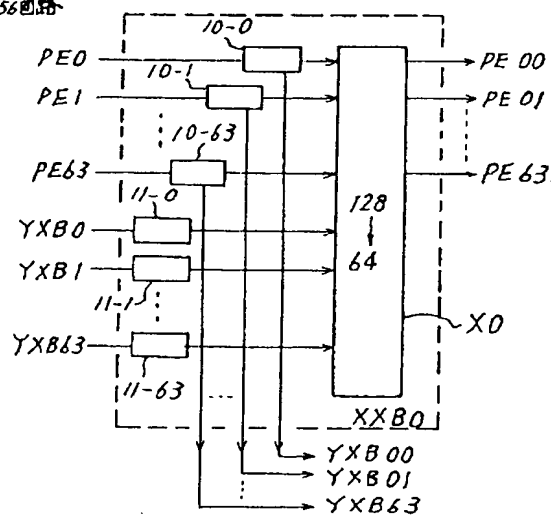 10-0
PE0
PE00
10-1
PE1
PE01
10-63
PE63
PE63
11-0
128
YXB0
64
YXB1
11-1
X0
YXB63
11-63
XXB0
YXB00
YXB01
YXB63